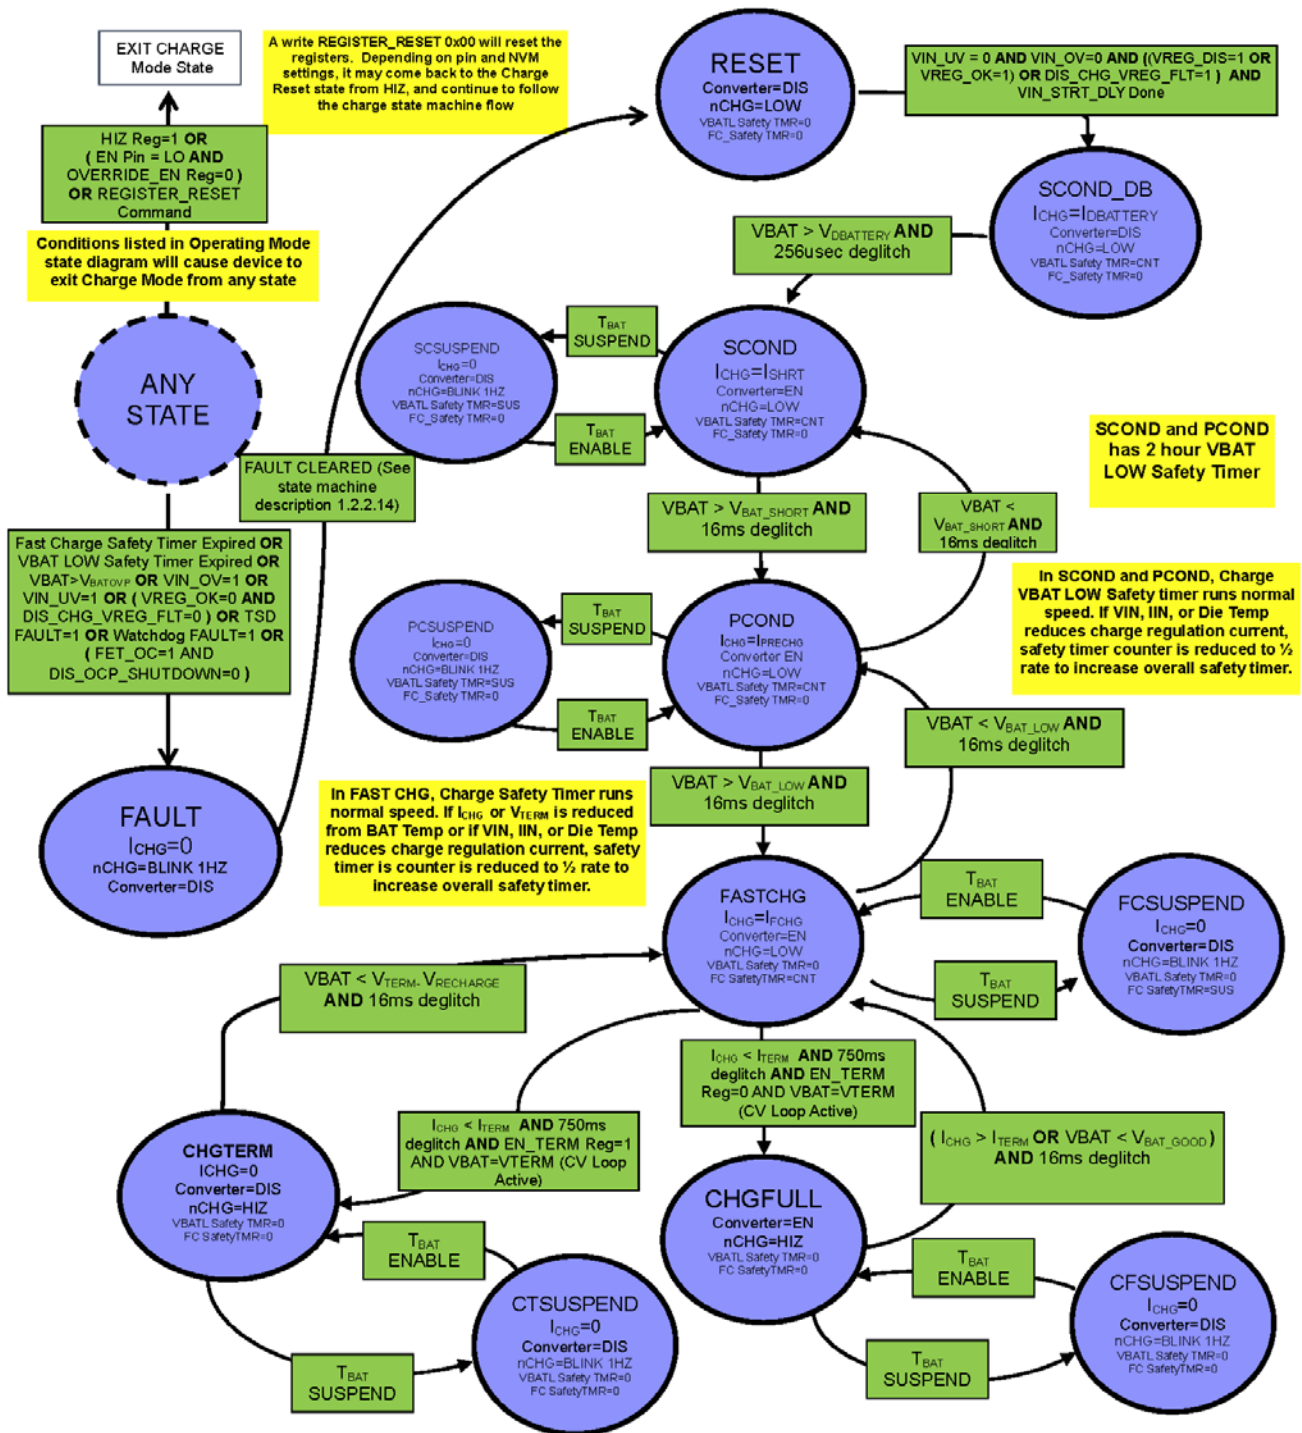 EXIT CHARGE
Mode State
A write REGISTER_RESET 0x00 will reset the
registers. Depending on pin and NVM
settings, it may come back to the Charge
Reset state from HIZ, and continue to follow
the charge state machine flow
RESET
Converter=DIS
nCHG=LOW
VBATL Safety TMR=0
FC_Safety TMR=0
VIN_UV = 0 AND VIN_OV=0 AND ((VREG_DIS=1 OR
VREG_OK=1) OR DIS_CHG_VREG_FLT=1 ) AND
VIN_STRT_DLY Done
HIZ Reg=1 OR
( EN Pin = LO AND
OVERRIDE_EN Reg=0 )
OR REGISTER_RESET
Command
Conditions listed in Operating Mode
state diagram will cause device to
exit Charge Mode from any state
SCOND_DB
ICHG=IDBATTERY
Converter=DIS
nCHG=LOW
VBATL Safety TMR=CNT
FC_Safety TMR=0
VBAT > VDBATTERY AND
256usec deglitch
ANY
STATE
SCSUSPEND
ICHG=0
Converter=DIS
nCHG=BLINK 1HZ
VBATL Safety TMR=SUS
FC_Safety TMR=0
TBAT
SUSPEND
TBAT
ENABLE
SCOND
ICHG=ISHRT
Converter=EN
nCHG=LOW
VBATL Safety TMR=CNT
FC_Safety TMR=0
SCOND and PCOND
has 2 hour VBAT
LOW Safety Timer
FAULT CLEARED (See
state machine
description 1.2.2.14)
VBAT > VBAT_SHORT AND
16ms deglitch
VBAT <
VBAT_SHORT AND
16ms deglitch
Fast Charge Safety Timer Expired OR
VBAT LOW Safety Timer Expired OR
VBAT>VBATOVP OR VIN_OV=1 OR
VIN_UV=1 OR ( VREG_OK=0 AND
DIS_CHG_VREG_FLT=0 ) OR TSD
FAULT=1 OR Watchdog FAULT=1 OR
( FET_OC=1 AND
DIS_OCP_SHUTDOWN=0 )
In SCOND and PCOND, Charge
VBAT LOW Safety timer runs normal
speed. If VIN, IIN, or Die Temp
reduces charge regulation current,
safety timer counter is reduced to ½
rate to increase overall safety timer.
PCSUSPEND
ICHG=0
Converter=DIS
nCHG=BLINK 1HZ
VBATL Safety TMR=SUS
FC_Safety TMR=0
TBAT
SUSPEND
TBAT
ENABLE
PCOND
ICHG=IPRECHG
Converter EN
nCHG=LOW
VBATL Safety TMR=CNT
FC_Safety TMR=0
VBAT < VBAT_LOW AND
16ms deglitch
VBAT > VBAT_LOW AND
16ms deglitch
FAULT
ICHG=0
nCHG=BLINK 1HZ
Converter=DIS
In FAST CHG, Charge Safety Timer runs
normal speed. If ICHG or VTERM is reduced
from BAT Temp or if VIN, IIN, or Die Temp
reduces charge regulation current, safety
timer is counter is reduced to ½ rate to
increase overall safety timer.
FASTCHG
ICHG=IFCHG
Converter=EN
nCHG=LOW
VBATL Safety TMR=0
FC SafetyTMR=CNT
TBAT
ENABLE
TBAT
SUSPEND
FCSUSPEND
ICHG=0
Converter=DIS
nCHG=BLINK 1HZ
VBATL Safety TMR=0
FC SafetyTMR=SUS
VBAT < VTERM- VRECHARGE
AND 16ms deglitch
ICHG < ITERM AND 750ms
deglitch AND EN_TERM
Reg=0 AND VBAT=VTERM
(CV Loop Active)
ICHG < ITERM AND 750ms
deglitch AND EN_TERM Reg=1
AND VBAT=VTERM (CV Loop
Active)
( ICHG > ITERM OR VBAT < VBAT_GOOD )
AND 16ms deglitch
CHGTERM
ICHG=0
Converter=DIS
nCHG=HIZ
VBATL Safety TMR=0
FC SafetyTMR=0
CHGFULL
Converter=EN
nCHG=HIZ
VBATL Safety TMR=0
FC SafetyTMR=0
TBAT
ENABLE
TBAT
SUSPEND
CTSUSPEND
ICHG=0
Converter=DIS
nCHG=BLINK 1HZ
VBATL Safety TMR=0
FC SafetyTMR=0
TBAT
ENABLE
TBAT
SUSPEND
CFSUSPEND
ICHG=0
Converter=DIS
nCHG=BLINK 1HZ
VBATL Safety TMR=0
FC SafetyTMR=0